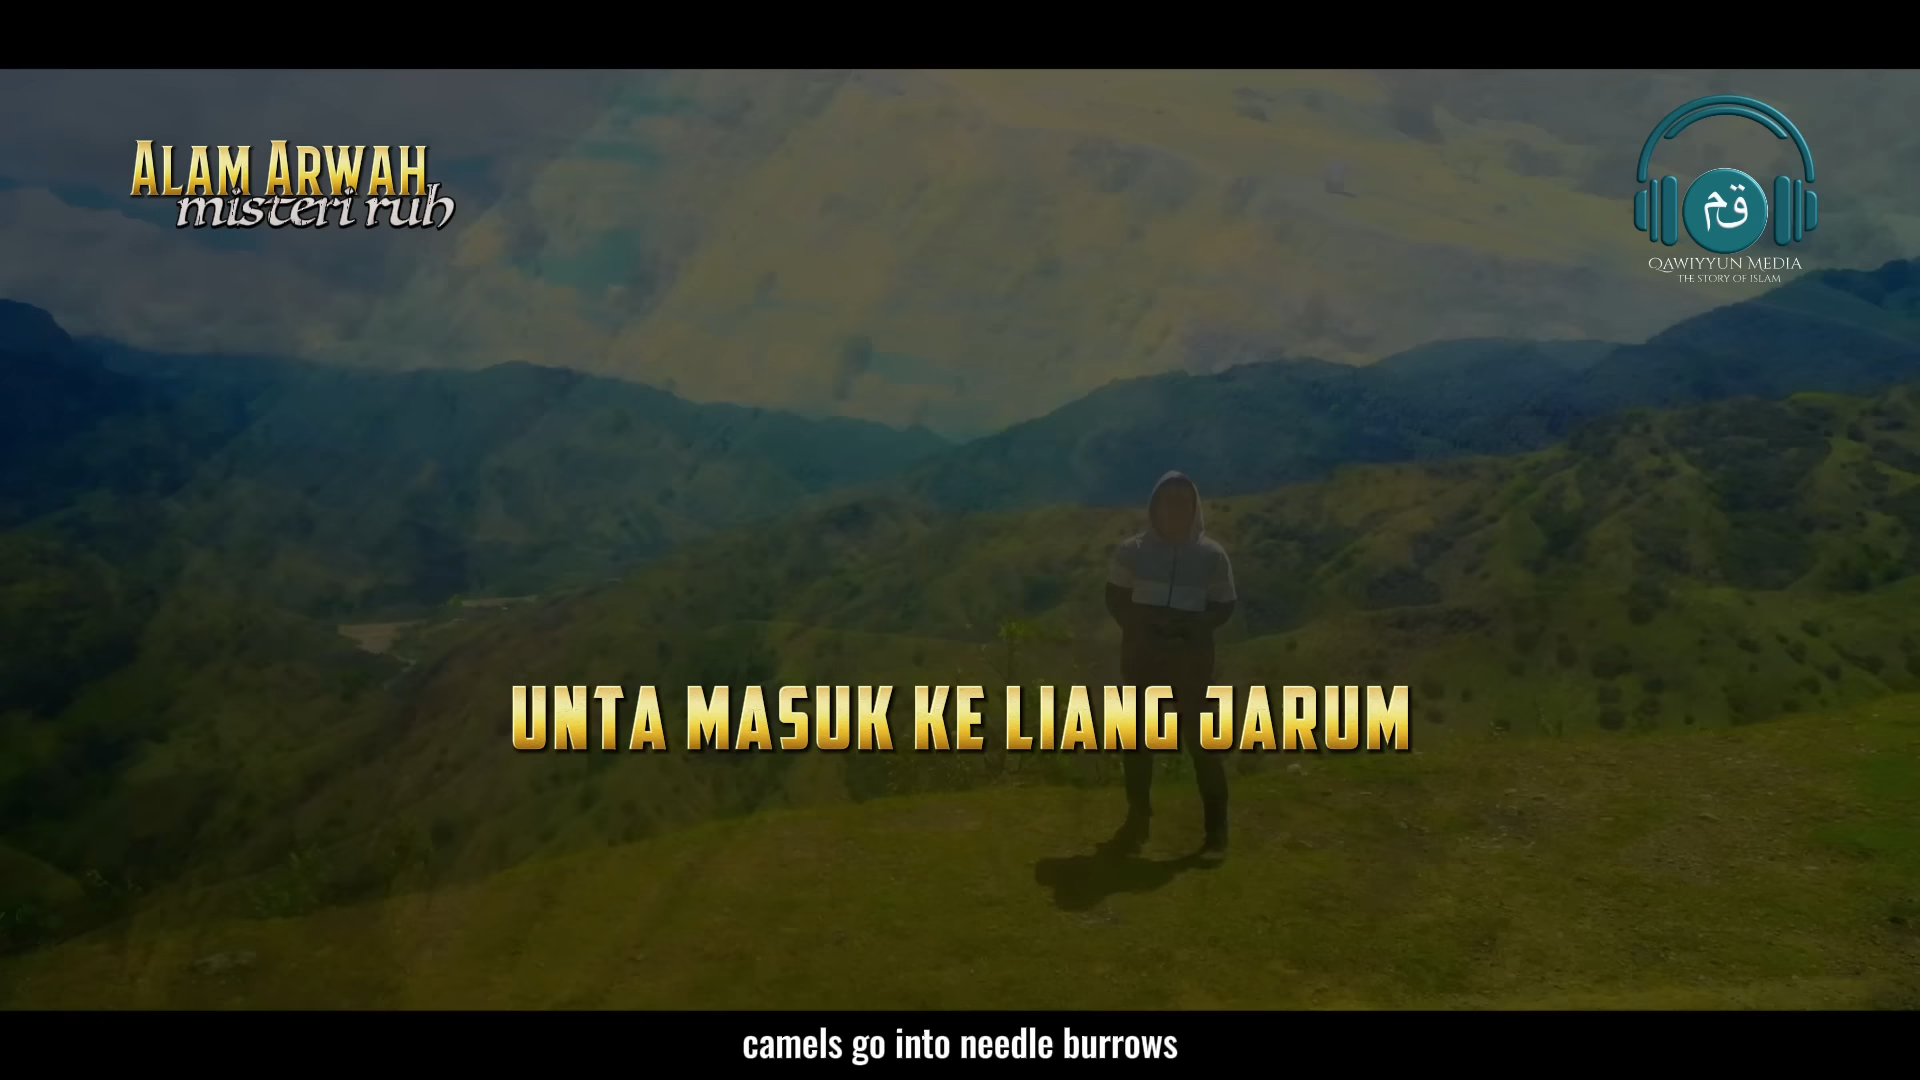 ALAM ARWAH
misteri ruh
قم
QAWIYYUN MEDIA
THE STORY OF ISLAM
UNTA MASUK KE LIANG JARUM
camels go into needle burrows